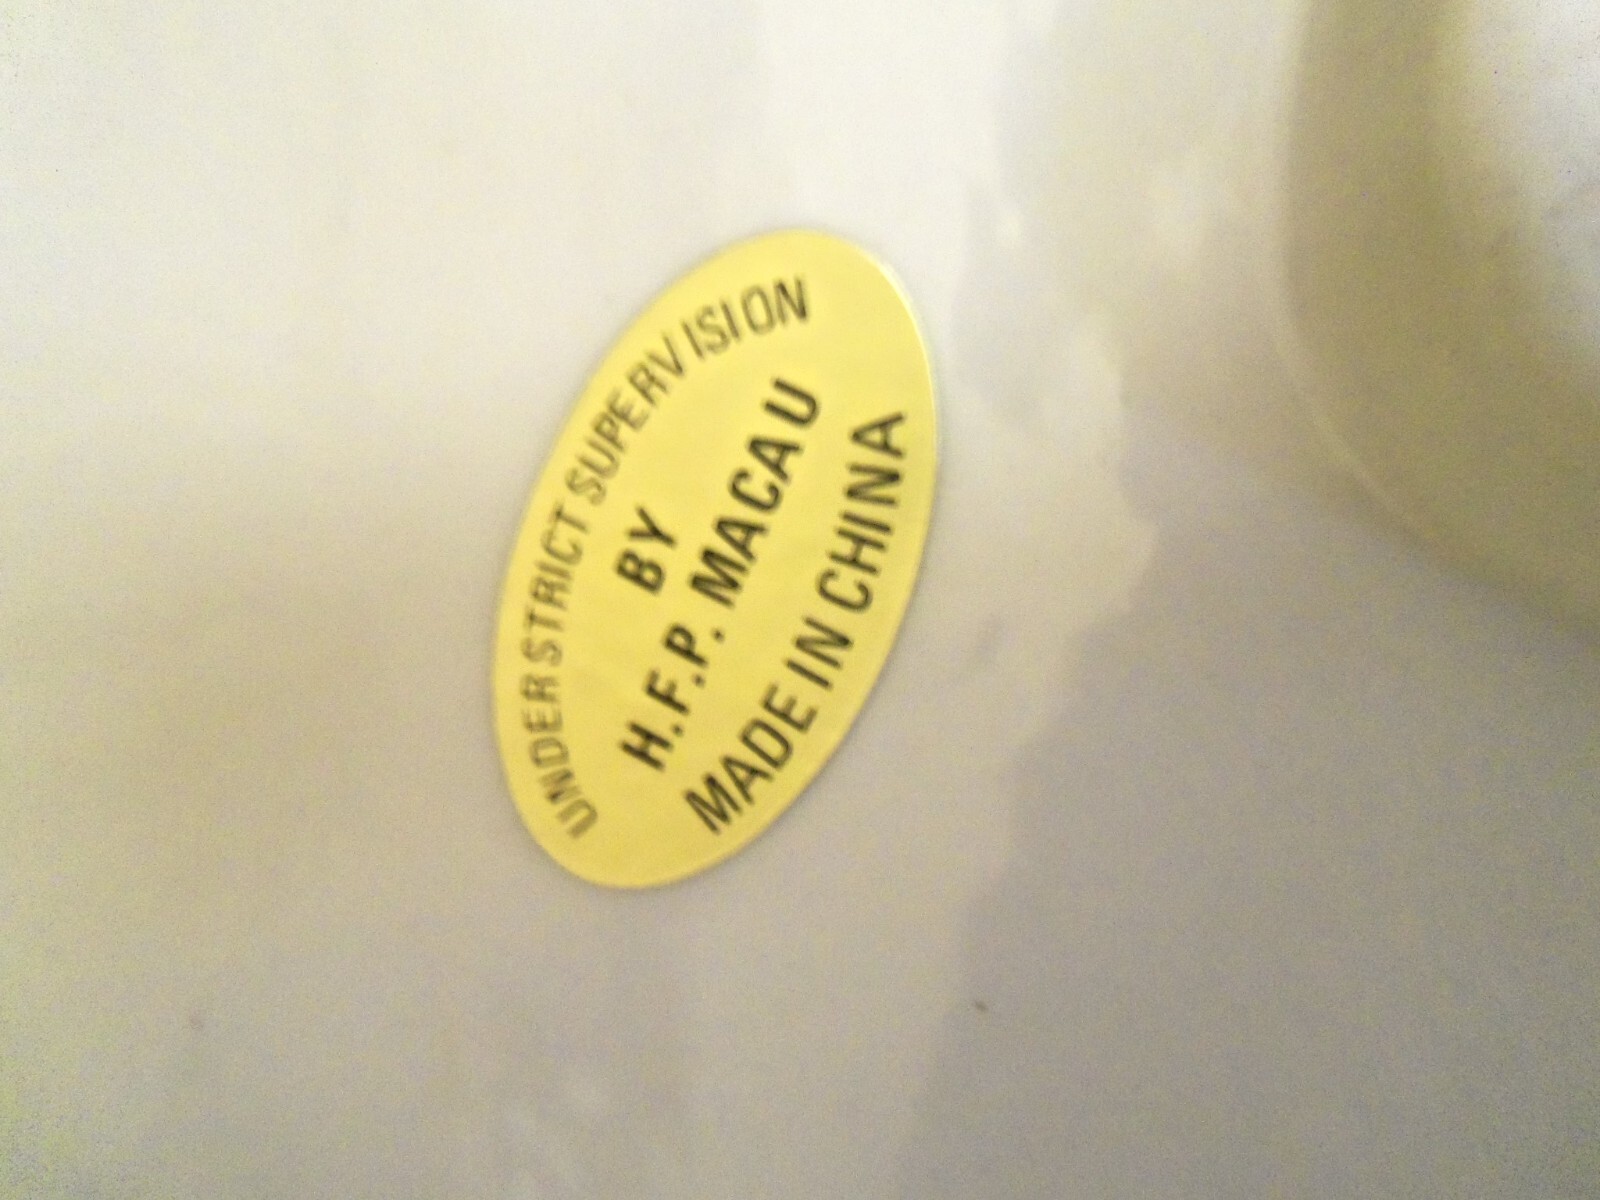 UNDER STRICT SUPERVISION
BY
H.F.P. MACAU
MADE IN CHINA